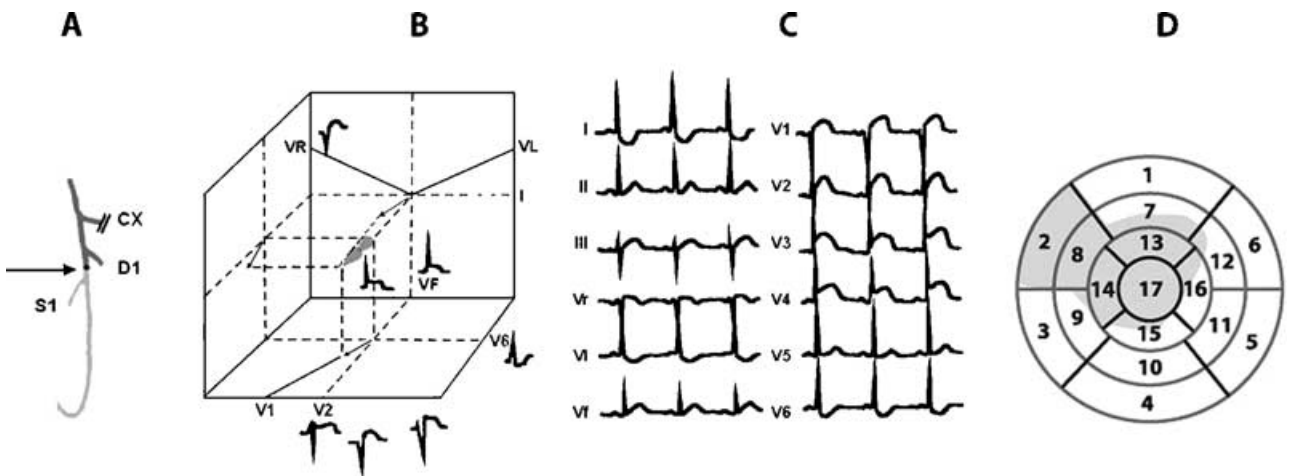 A
B
C
D
CX
D1
S1
VR
VL
I
VF
V6
V1 V2
I
II
III
Vr
Vl
Vf
V1
V2
V3
V4
V5
V6
1
7
13
2
8
14
17
16
12
6
3
9
15
11
5
10
4